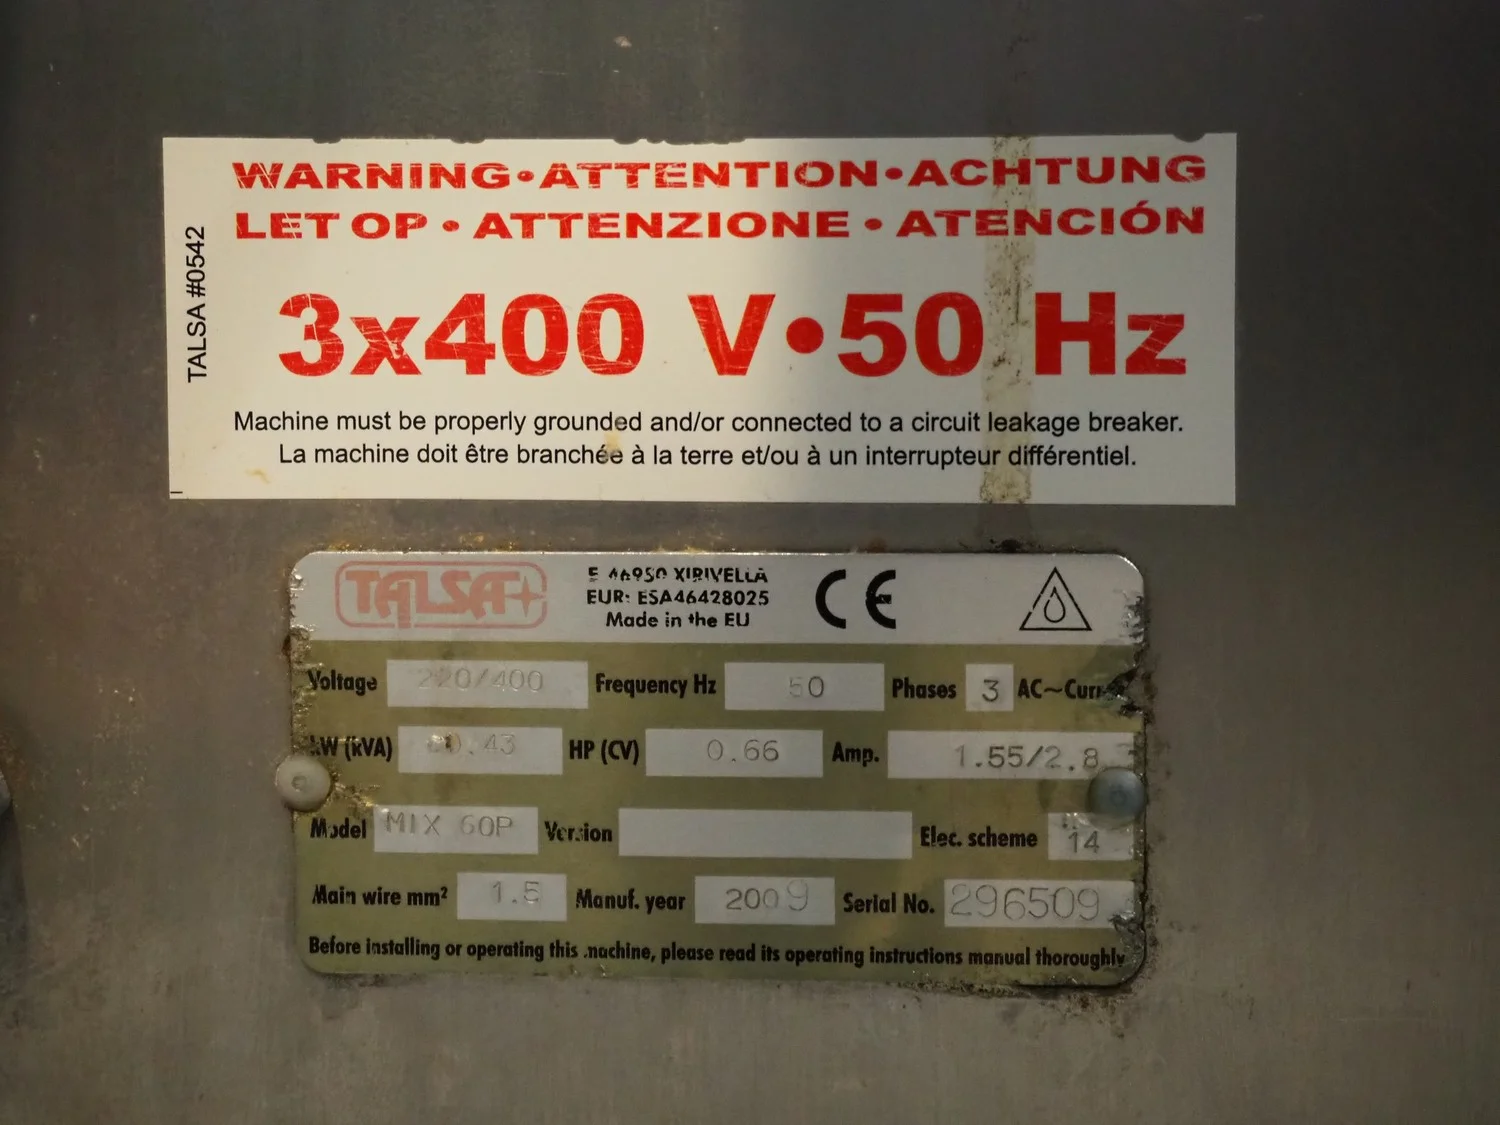 WARNING•ATTENTION•ACHTUNG
LET OP • ATTENZIONE • ATENCIÓN
TALSA #0542
3x400 V•50 Hz
Machine must be properly grounded and/or connected to a circuit leakage breaker.
La machine doit être branchée à la terre et/ou à un interrupteur différentiel.
TALSA
E 46950 XIRIVELLA
EUR: ESA46428025
Made in the EU
CE
Voltage 220/400 Frequency Hz 50 Phases 3 AC~
kW (kVA) 0.43 HP (CV) 0.66 Amp. 1.55/2.8
Model MIX 60P Version Elec. scheme 14
Main wire mm² 1.5 Manuf. year 2009 Serial No. 296509
Before installing or operating this machine, please read its operating instructions manual thoroughly